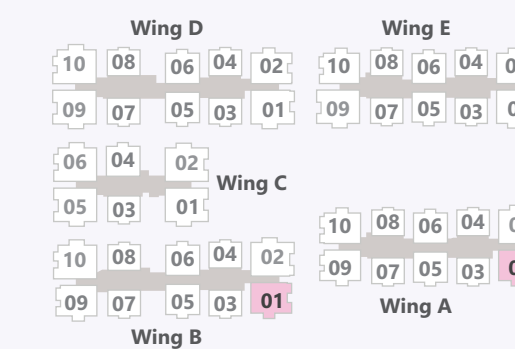 Wing D
10 08 06 04 02
09 07 05 03 01
Wing E
10 08 06 04
09 07 05 03
06 04 02
05 03 01
Wing C
10 08 06 04 02
09 07 05 03 01
Wing B
10 08 06 04
09 07 05 03
Wing A